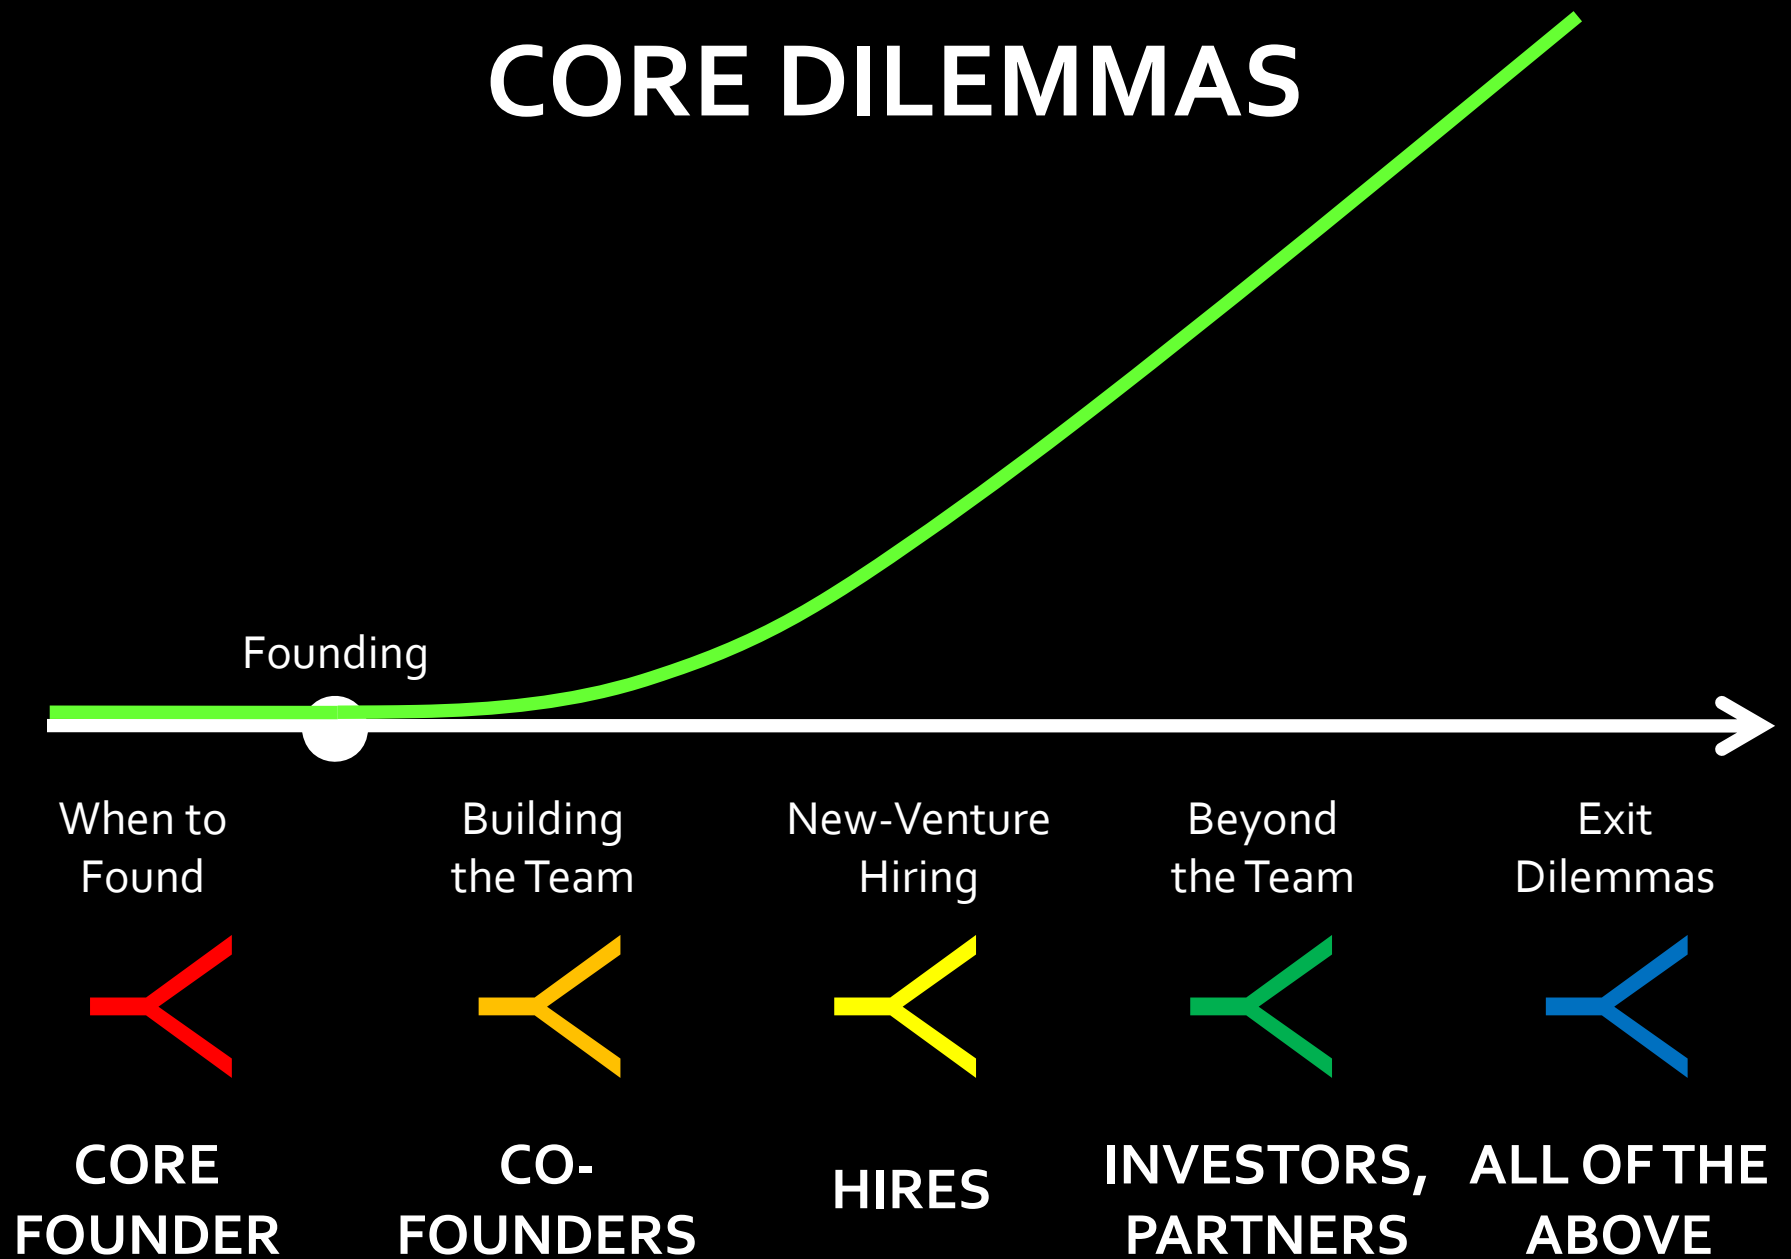 CORE DILEMMAS
Founding
When to
Found
Building
the Team
New-Venture
Hiring
Beyond
the Team
Exit
Dilemmas
CORE
FOUNDER
CO-
FOUNDERS
HIRES
INVESTORS,
PARTNERS
ALL OF THE
ABOVE